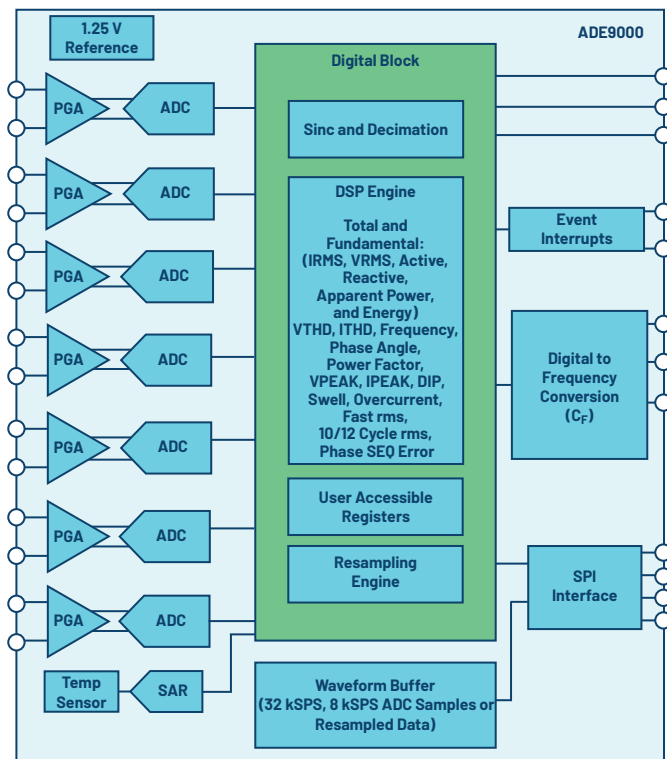 1.25 V
Reference
ADE9000
Digital Block
PGA
ADC
Sinc and Decimation
PGA
ADC
DSP Engine
Total and
Fundamental:
(IRMS, VRMS, Active,
Reactive,
Apparent Power,
and Energy)
VTHD, ITHD, Frequency,
Phase Angle,
Power Factor,
VPEAK, IPEAK, DIP,
Swell, Overcurrent,
Fast rms,
10/12 Cycle rms,
Phase SEQ Error
Event
Interrupts
PGA
ADC
PGA
ADC
Digital to
Frequency
Conversion
(CF)
PGA
ADC
PGA
ADC
User Accessible
Registers
Resampling
Engine
SPI
Interface
PGA
ADC
Temp
Sensor
SAR
Waveform Buffer
(32 kSPS, 8 kSPS ADC Samples or
Resampled Data)